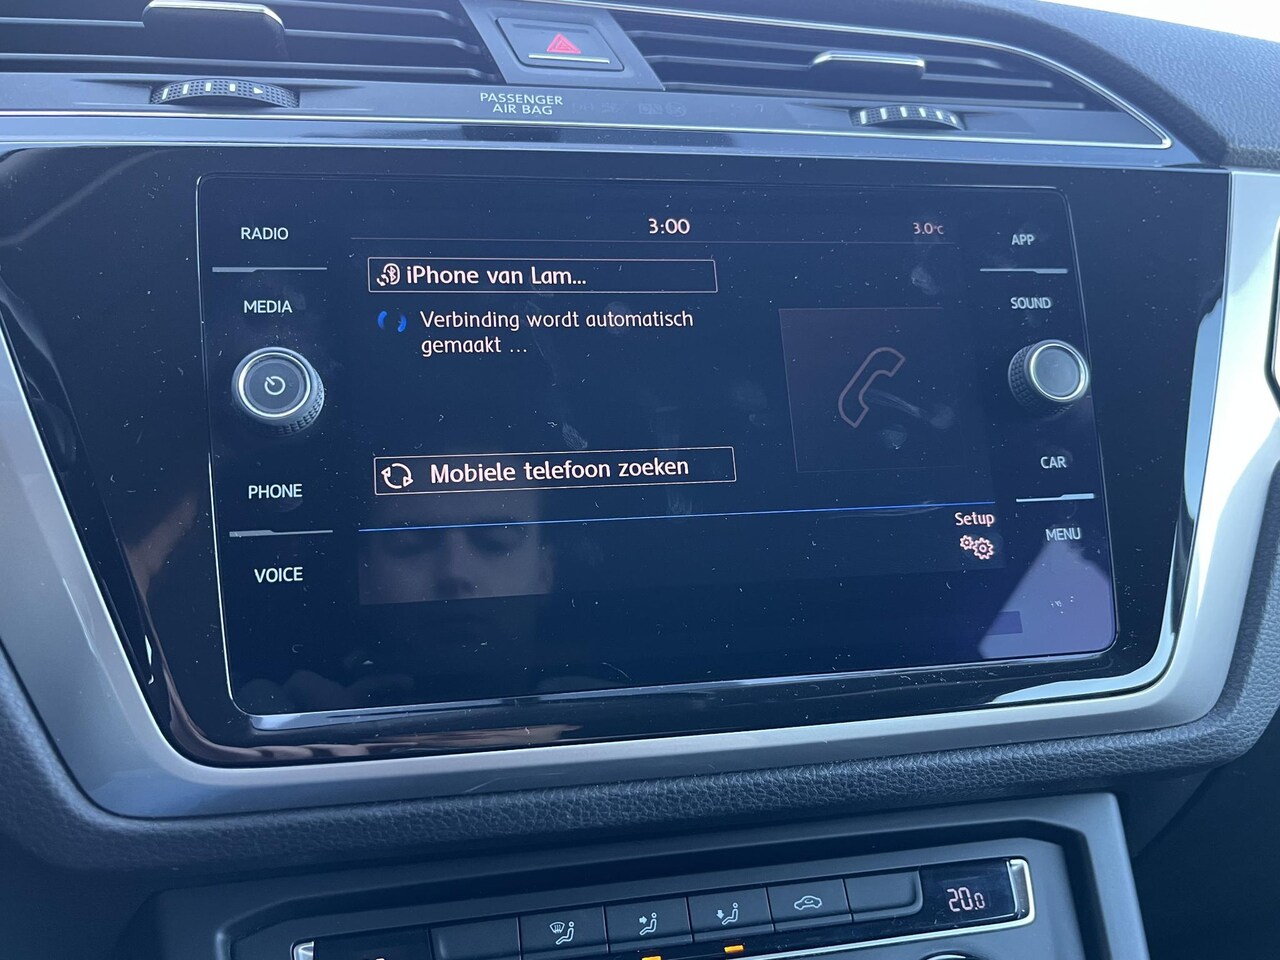 PASSENGER
AIR BAG
RADIO
MEDIA
PHONE
VOICE
3:00
3.0°C
iPhone van Lam...
Verbinding wordt automatisch
gemaakt ...
Mobiele telefoon zoeken
Setup
APP
SOUND
CAR
MENU
20.0